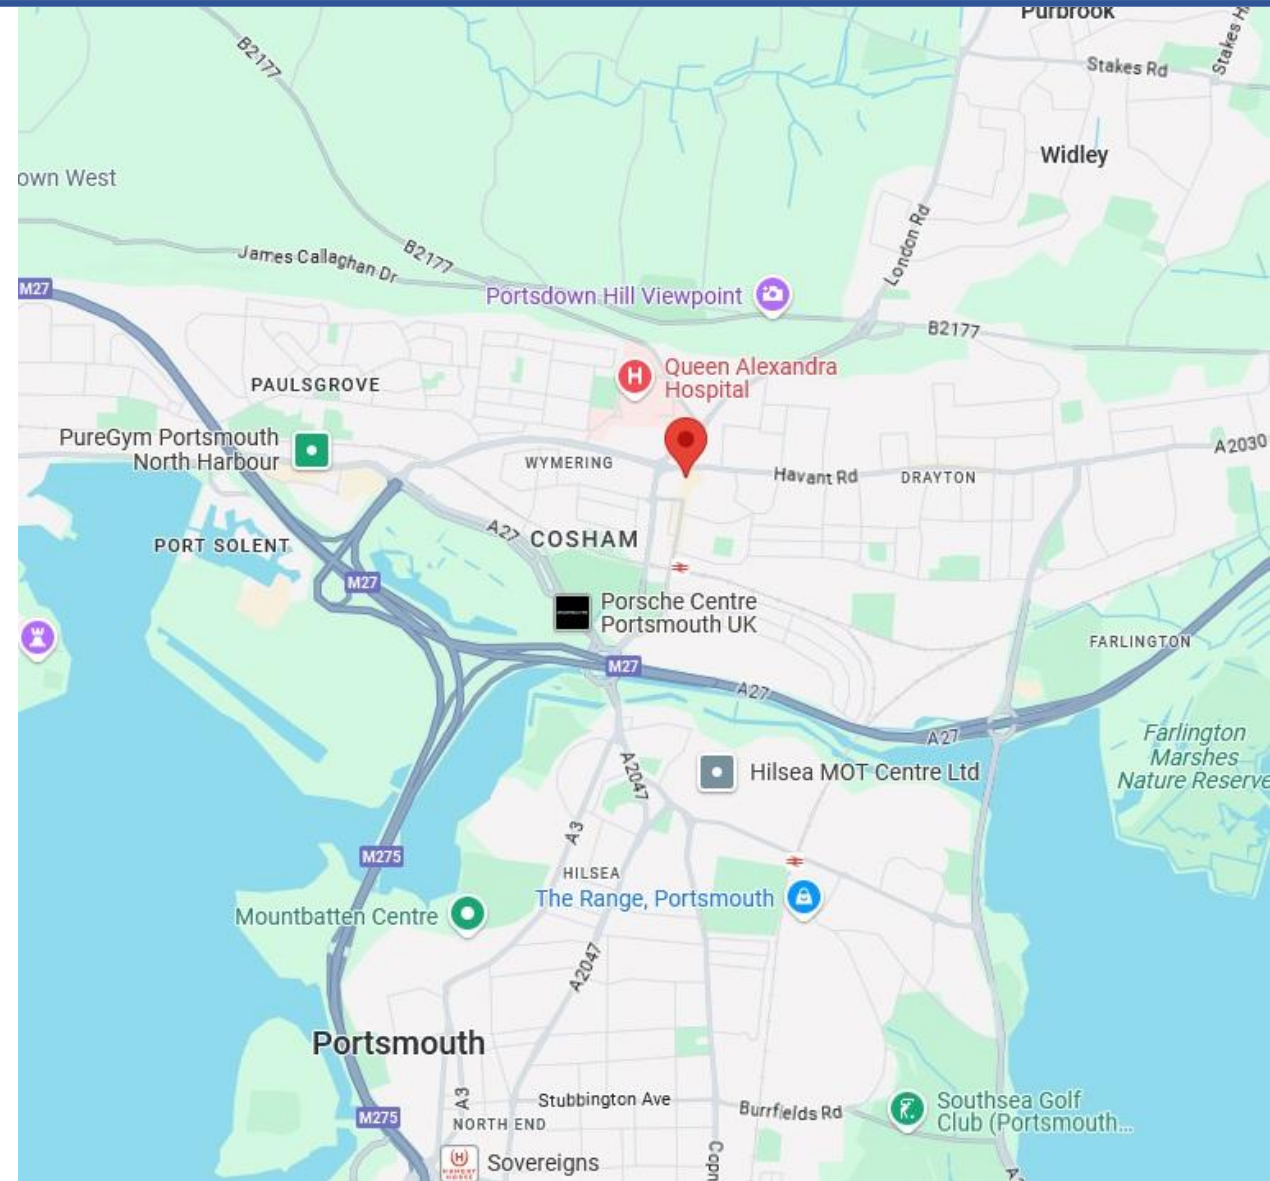 Purbrook
B2177
Stakes Rd
Widley
own West
London Rd
James Callaghan Dr
B2177
M27
Portsdown Hill Viewpoint
B2177
H
Queen Alexandra
Hospital
PAULSGROVE
PureGym Portsmouth
North Harbour
WYMERING
Havant Rd
DRAYTON
A2030
A27
COSHAM
PORT SOLENT
M27
Porsche Centre
Portsmouth UK
FARLINGTON
M27
A27
A27
Farlington
Marshes
Nature Reserve
A2047
Hilsea MOT Centre Ltd
A3
M275
HILSEA
The Range, Portsmouth
Mountbatten Centre
A2047
Portsmouth
A3
Stubbington Ave
Burrfields Rd
Southsea Golf
Club (Portsmouth...
M275
NORTH END
Sovereigns